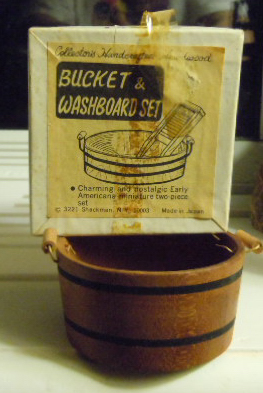 Collector's Handcrafted Wood
BUCKET &
WASHBOARD SET
• Charming and nostalgic Early
Americana miniature two-piece
set
© 3221 Shackman, N.Y. 10003 Made in Japan